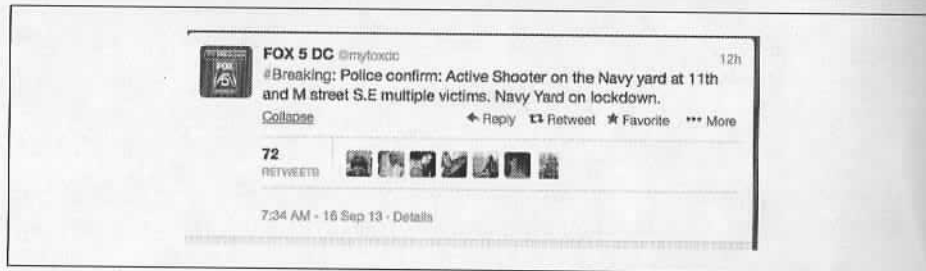 FOX 5 DC @myfoxdc 12h
#Breaking: Police confirm: Active Shooter on the Navy yard at 11th
and M street S.E multiple victims. Navy Yard on lockdown.
Collapse Reply Retweet Favorite More
72
RETWEETS
7:34 AM - 16 Sep 13 · Details